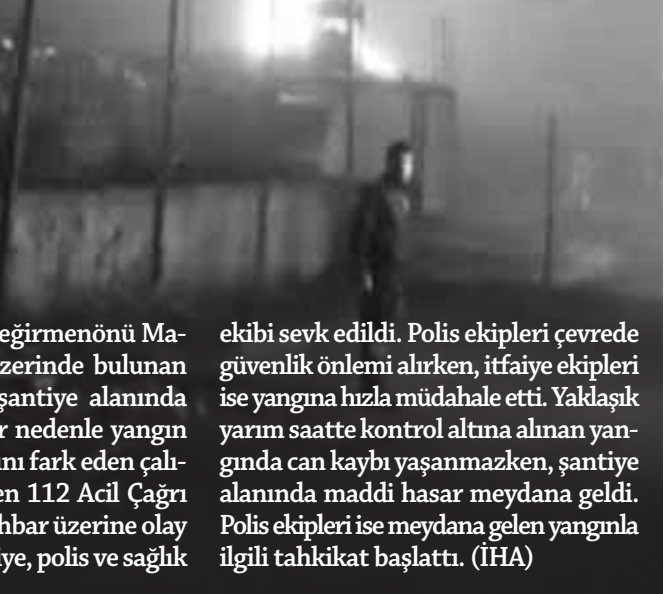 eğirmenönü Ma-
zerinde bulunan
şantiye alanında
r nedenle yangın
ını fark eden çalı-
en 112 Acil Çağrı
hbar üzerine olay
iye, polis ve sağlık
ekibi sevk edildi. Polis ekipleri çevrede
güvenlik önlemi alırken, itfaiye ekipleri
ise yangına hızla müdahale etti. Yaklaşık
yarım saatte kontrol altına alınan yan-
gında can kaybı yaşanmazken, şantiye
alanında maddi hasar meydana geldi.
Polis ekipleri ise meydana gelen yangınla
ilgili tahkikat başlattı. (İHA)